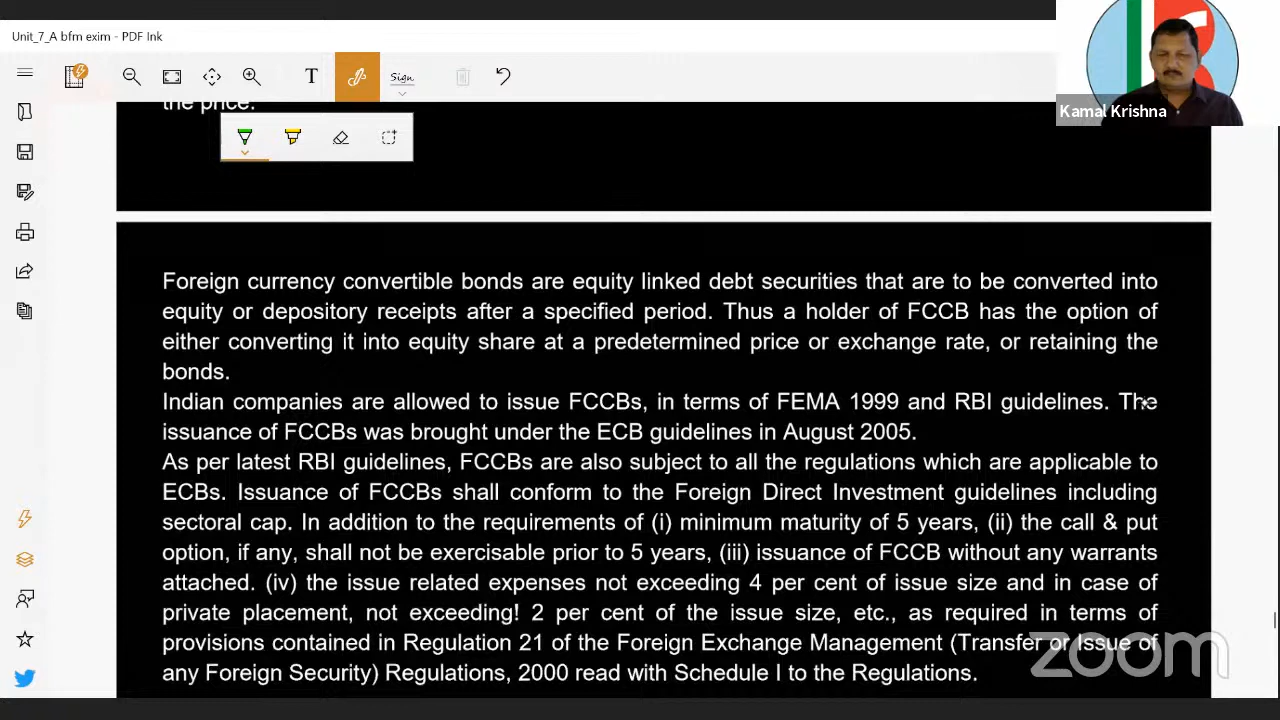 Unit_7_A bfm exim - PDF Ink
T
Sign
Kamal Krishna
the price.
Foreign currency convertible bonds are equity linked debt securities that are to be converted into
equity or depository receipts after a specified period. Thus a holder of FCCB has the option of
either converting it into equity share at a predetermined price or exchange rate, or retaining the
bonds.
Indian companies are allowed to issue FCCBs, in terms of FEMA 1999 and RBI guidelines. The
issuance of FCCBs was brought under the ECB guidelines in August 2005.
As per latest RBI guidelines, FCCBs are also subject to all the regulations which are applicable to
ECBs. Issuance of FCCBs shall conform to the Foreign Direct Investment guidelines including
sectoral cap. In addition to the requirements of (i) minimum maturity of 5 years, (ii) the call & put
option, if any, shall not be exercisable prior to 5 years, (iii) issuance of FCCB without any warrants
attached. (iv) the issue related expenses not exceeding 4 per cent of issue size and in case of
private placement, not exceeding! 2 per cent of the issue size, etc., as required in terms of
provisions contained in Regulation 21 of the Foreign Exchange Management (Transfer or Issue of
any Foreign Security) Regulations, 2000 read with Schedule I to the Regulations.
zoom